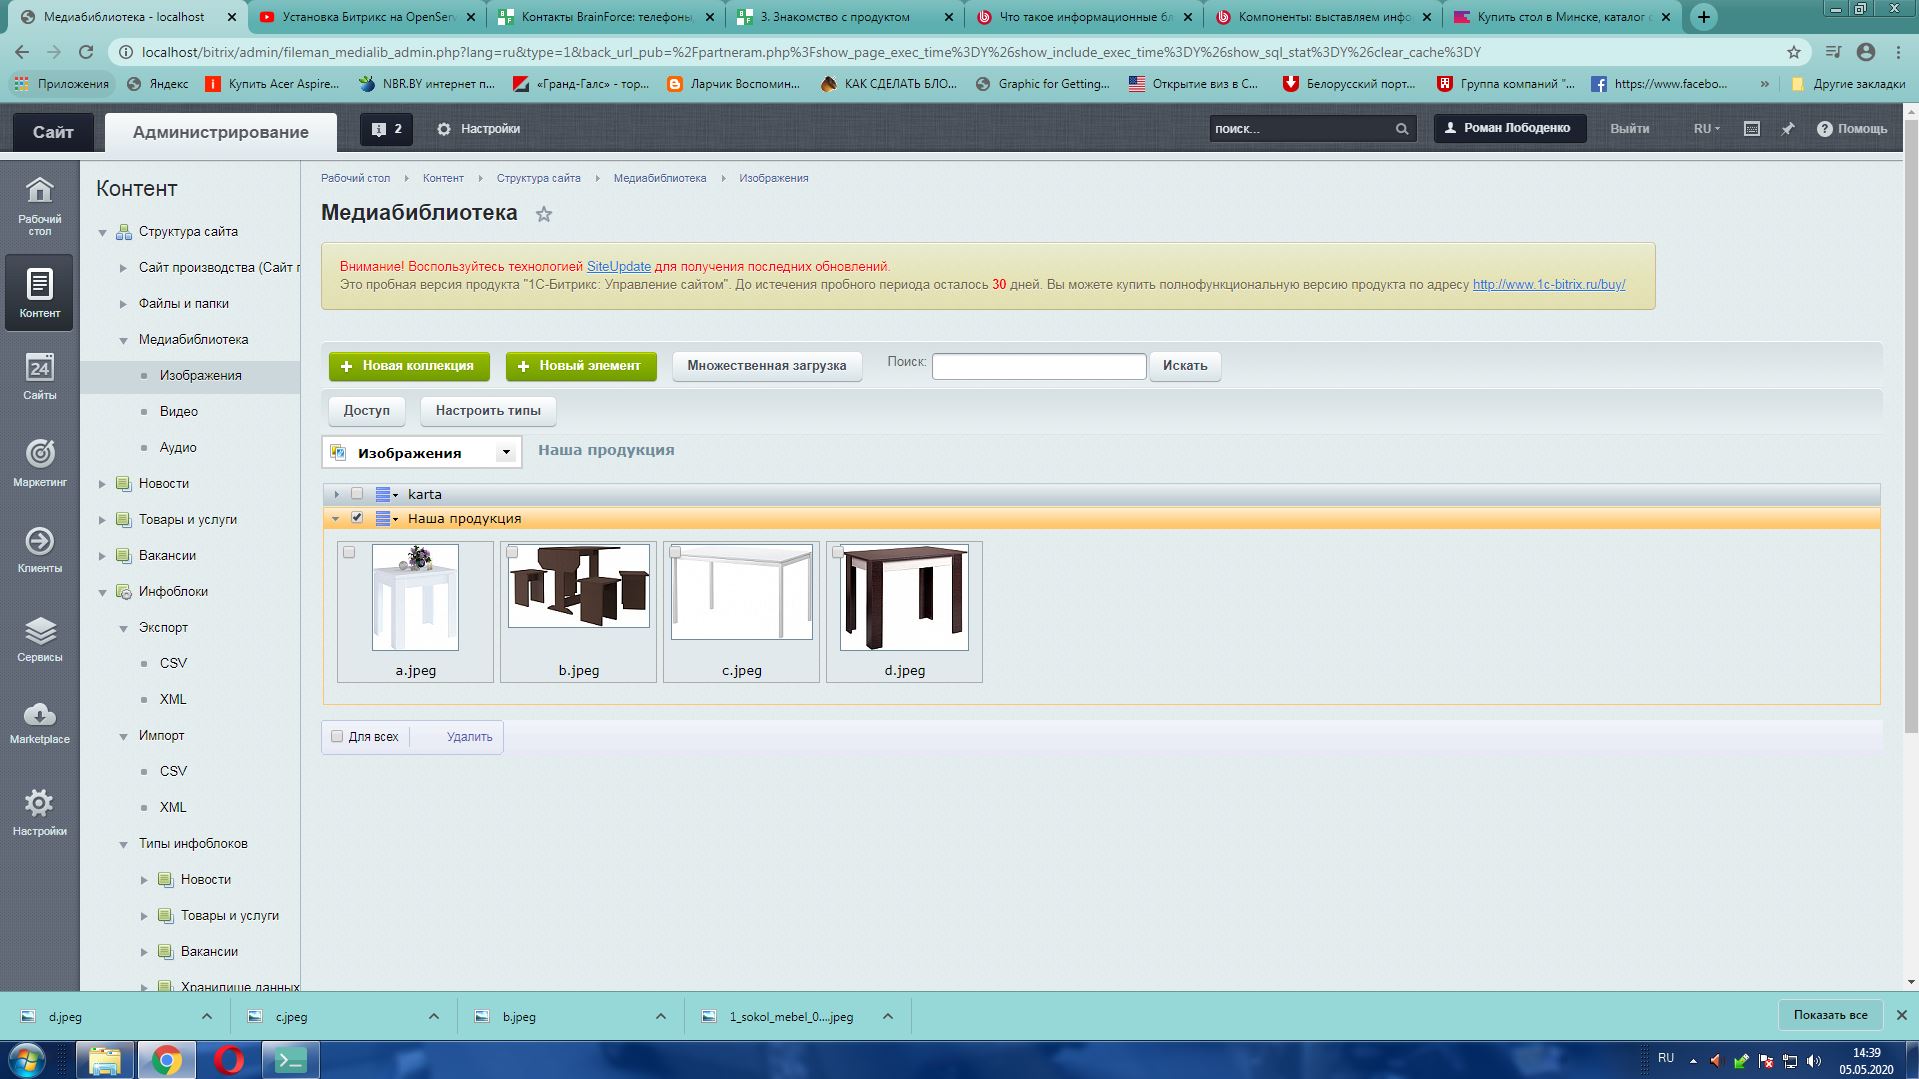 Медиабиблиотека - localhost
Установка Битрикс на OpenServ
Контакты BrainForce: телефоны,
3. Знакомство с продуктом
Что такое информационные бл
Компоненты: выставляем инфо
Купить стол в Минске, каталог с
localhost/bitrix/admin/fileman_medialib_admin.php?lang=ru&type=1&back_url_pub=%2Fpartneram.php%3Fshow_page_exec_time%3DY%26show_include_exec_time%3DY%26show_sql_stat%3DY%26clear_cache%3DY
Приложения
Яндекс
Купить Acer Aspire...
NBR.BY интернет п...
«Гранд-Галс» - тор...
Ларчик Воспомин...
КАК СДЕЛАТЬ БЛО...
Graphic for Getting...
Открытие виз в С...
Белорусский порт...
Группа компаний "...
https://www.facebo...
»
Другие закладки
Сайт
Администрирование
2
Настройки
поиск...
Роман Лободенко
Выйти
RU
Помощь
Рабочий стол
Контент
Сайты
24
Маркетинг
Клиенты
Сервисы
Marketplace
Настройки
Контент
Структура сайта
Сайт производства (Сайт п
Файлы и папки
Медиабиблиотека
Изображения
Видео
Аудио
Новости
Товары и услуги
Вакансии
Инфоблоки
Экспорт
CSV
XML
Импорт
CSV
XML
Типы инфоблоков
Новости
Товары и услуги
Вакансии
Хранилище данных
Рабочий стол
Контент
Структура сайта
Медиабиблиотека
Изображения
Медиабиблиотека
Внимание! Воспользуйтесь технологией SiteUpdate для получения последних обновлений.
Это пробная версия продукта "1С-Битрикс: Управление сайтом". До истечения пробного периода осталось 30 дней. Вы можете купить полнофункциональную версию продукта по адресу http://www.1c-bitrix.ru/buy/
+ Новая коллекция
+ Новый элемент
Множественная загрузка
Поиск:
Искать
Доступ
Настроить типы
Изображения
Наша продукция
karta
Наша продукция
a.jpeg
b.jpeg
c.jpeg
d.jpeg
Для всех
Удалить
d.jpeg
c.jpeg
b.jpeg
1_sokol_mebel_0....jpeg
Показать все
RU
14:39
05.05.2020